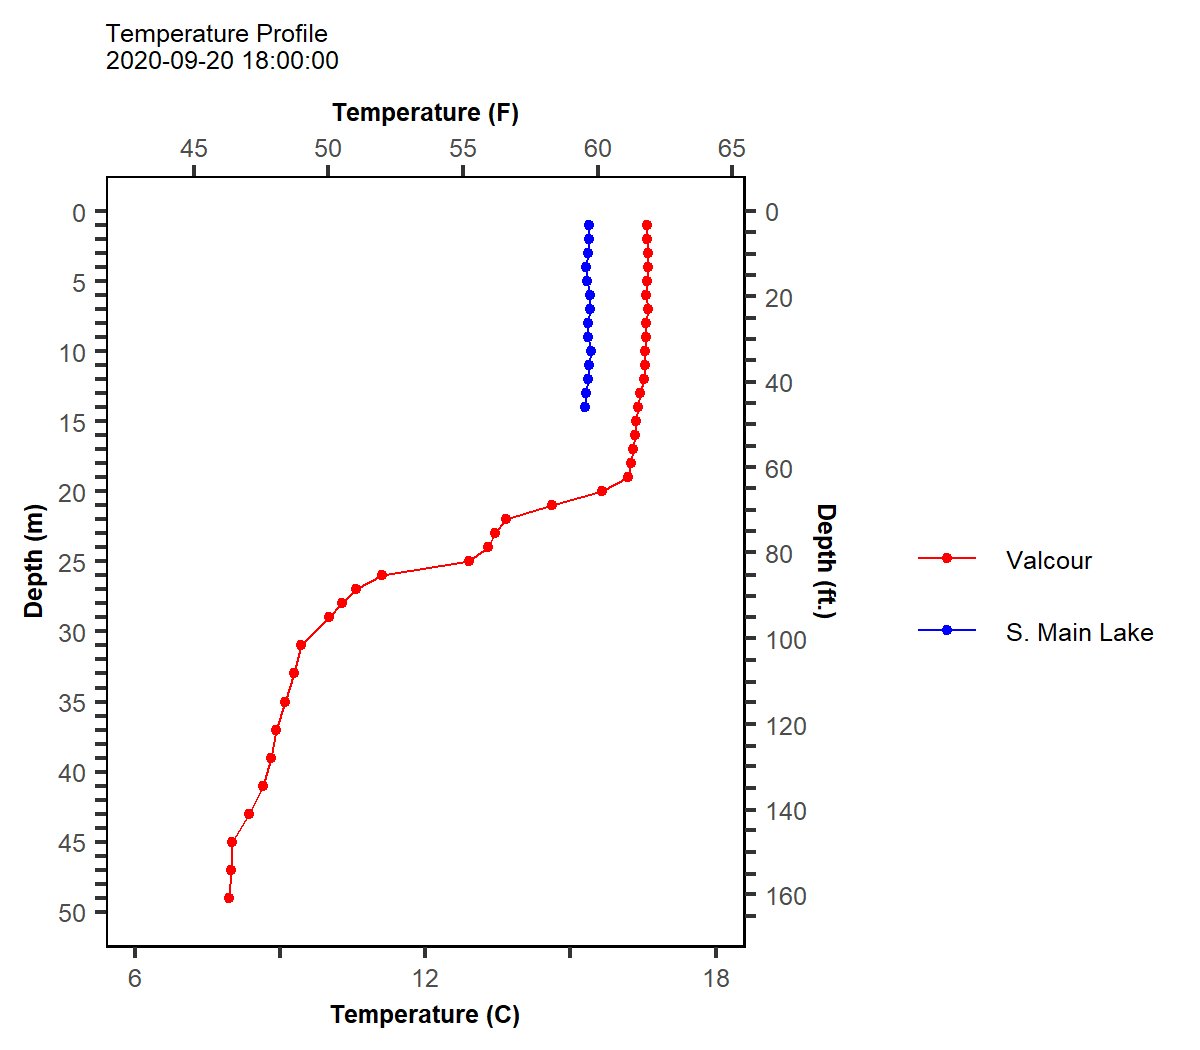 Temperature Profile
2020-09-20 18:00:00
Temperature (F)
45 50 55 60 65
0 0
5
20
10
40
15
60
20
Depth (m) Depth (ft.)
25 80
Valcour
30 100
S. Main Lake
35
120
40
140
45
160
50
6 12 18
Temperature (C)